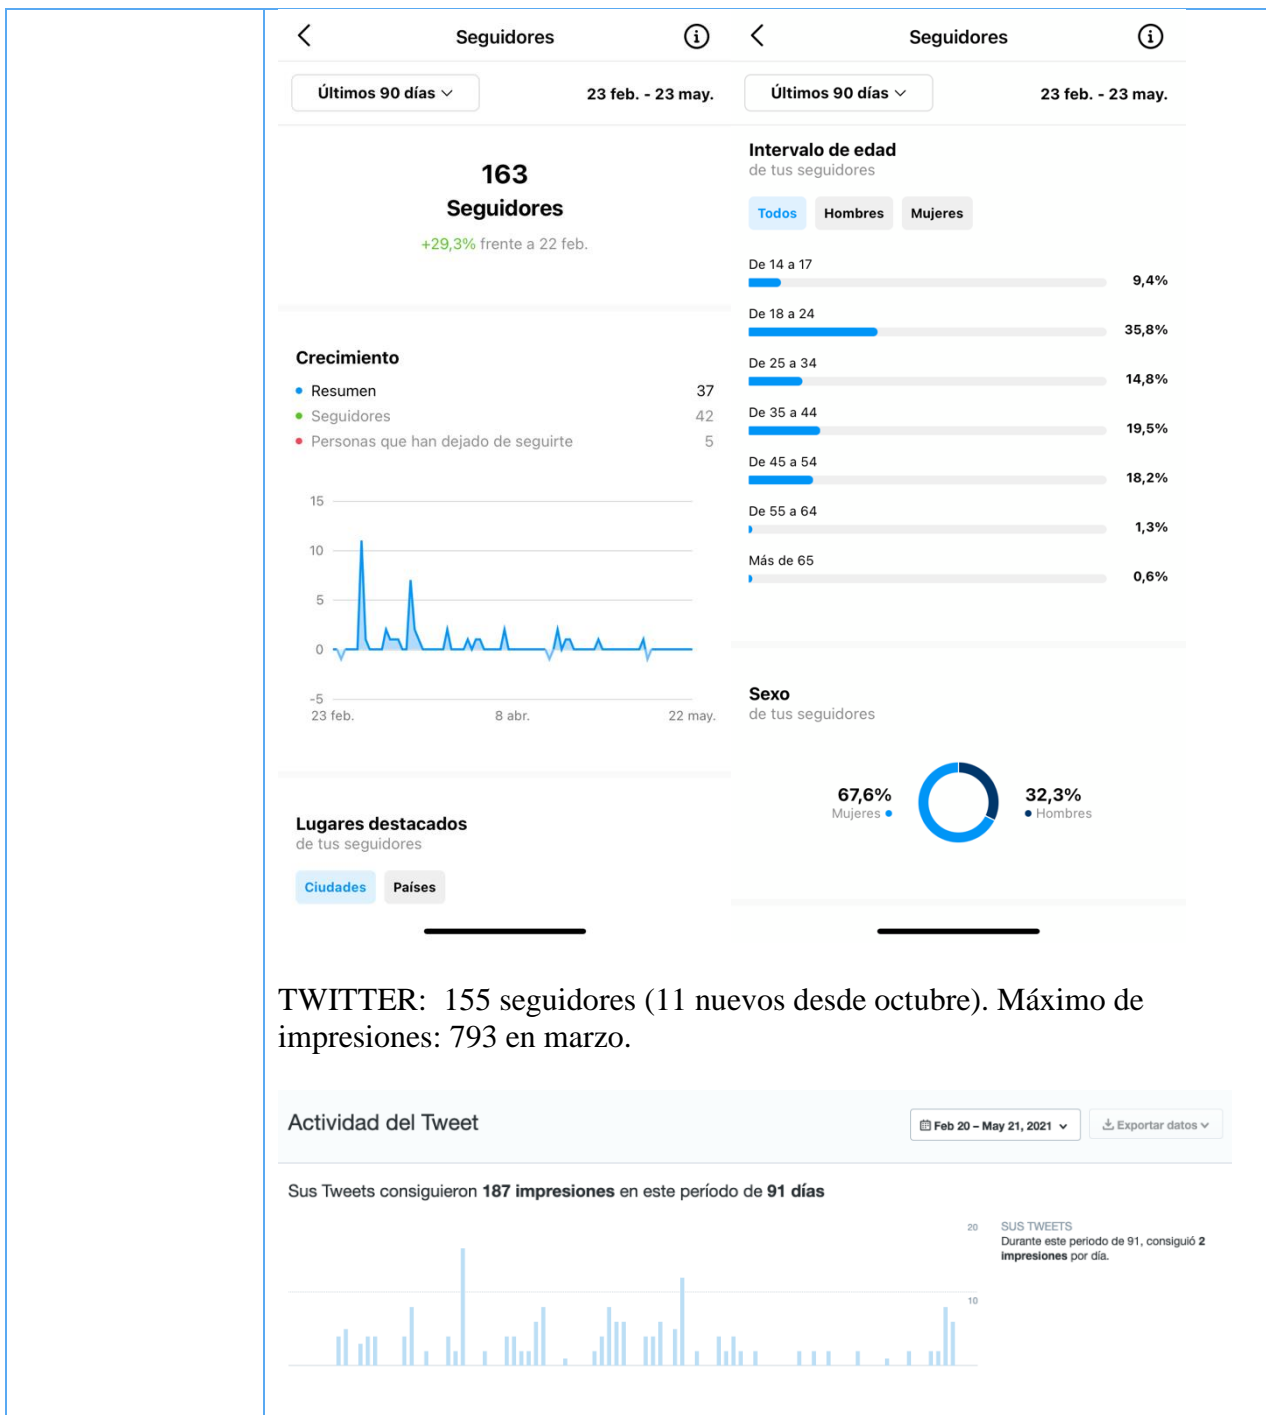 Seguidores
Últimos 90 días
23 feb. - 23 may.
163
Seguidores
+29,3% frente a 22 feb.
Crecimiento
Resumen 37
Seguidores 42
Personas que han dejado de seguirte 5
15
10
5
0
-5
23 feb. 8 abr. 22 may.
Lugares destacados
de tus seguidores
Ciudades Países
Seguidores
Últimos 90 días
23 feb. - 23 may.
Intervalo de edad
de tus seguidores
Todos Hombres Mujeres
De 14 a 17
9,4%
De 18 a 24
35,8%
De 25 a 34
14,8%
De 35 a 44
19,5%
De 45 a 54
18,2%
De 55 a 64
1,3%
Más de 65
0,6%
Sexo
de tus seguidores
67,6%
Mujeres
32,3%
Hombres
TWITTER:  155 seguidores (11 nuevos desde octubre). Máximo de
impresiones: 793 en marzo.
Actividad del Tweet
Feb 20 – May 21, 2021
Exportar datos
Sus Tweets consiguieron 187 impresiones en este período de 91 días
20
10
SUS TWEETS
Durante este periodo de 91, consiguió 2
impresiones por día.